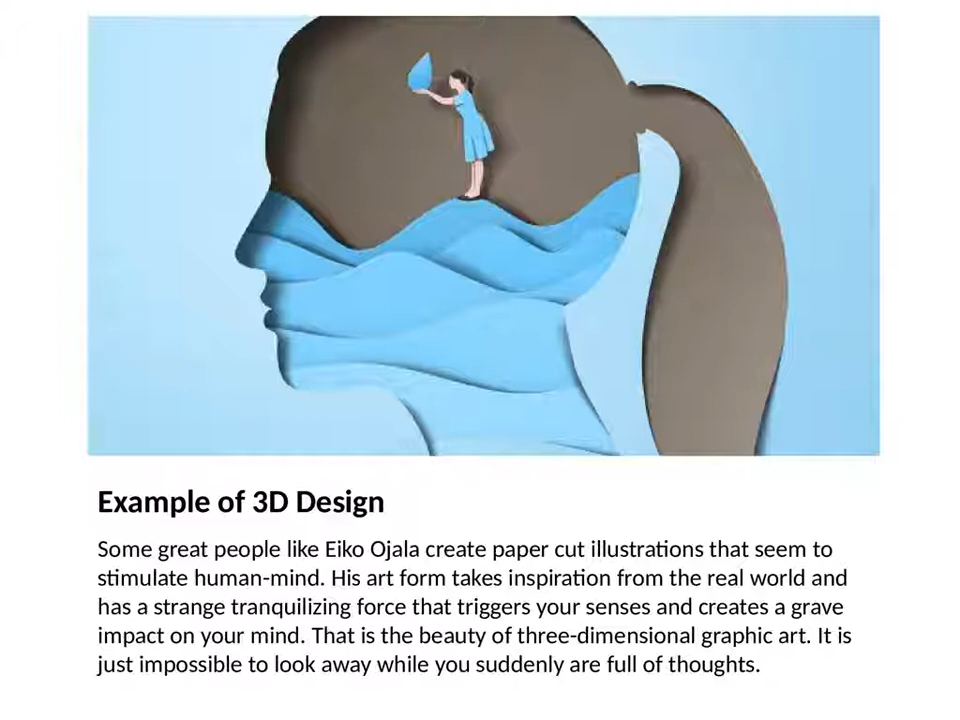 Example of 3D Design
Some great people like Eiko Ojala create paper cut illustrations that seem to
stimulate human-mind. His art form takes inspiration from the real world and
has a strange tranquilizing force that triggers your senses and creates a grave
impact on your mind. That is the beauty of three-dimensional graphic art. It is
just impossible to look away while you suddenly are full of thoughts.